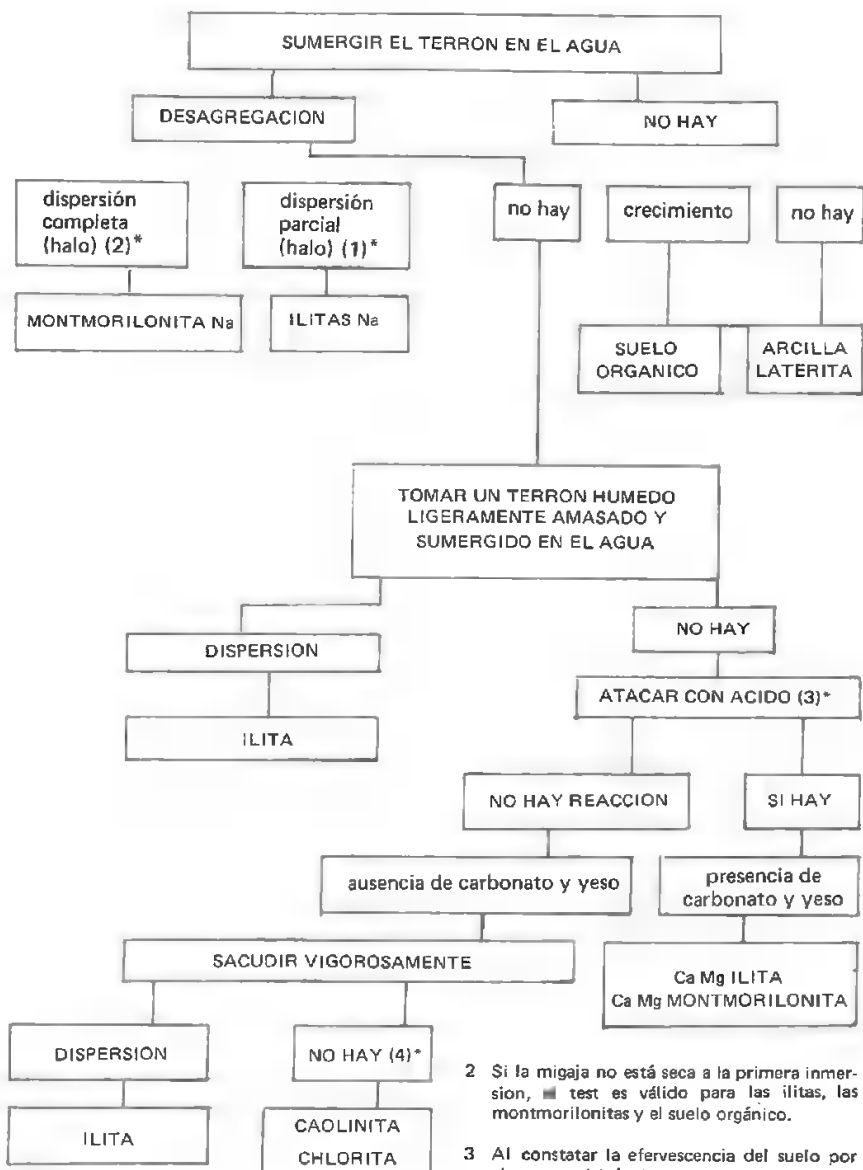 SUMERGIR EL TERRON EN EL AGUA
DESAGREGACION
NO HAY
dispersión
completa
(halo) (2)*
dispersión
parcial
(halo) (1)*
no hay
crecimiento
no hay
MONTMORILONITA Na
ILITAS Na
SUELO
ORGANICO
ARCILLA
LATERITA
TOMAR UN TERRON HUMEDO
LIGERAMENTE AMASADO Y
SUMERGIDO EN EL AGUA
DISPERSION
NO HAY
ILITA
ATACAR CON ACIDO (3)*
NO HAY REACCION
SI HAY
ausencia de carbonato y yeso
presencia de
carbonato y yeso
SACUDIR VIGOROSAMENTE
Ca Mg ILITA
Ca Mg MONTMORILONITA
DISPERSION
NO HAY (4)*
ILITA
CAOLINITA
CHLORITA
2 Si la migaja no está seca a la primera inmer-
sion, test es válido para las ilitas, las
montmorilonitas y el suelo orgánico.
3 Al constatar la efervescencia del suelo por